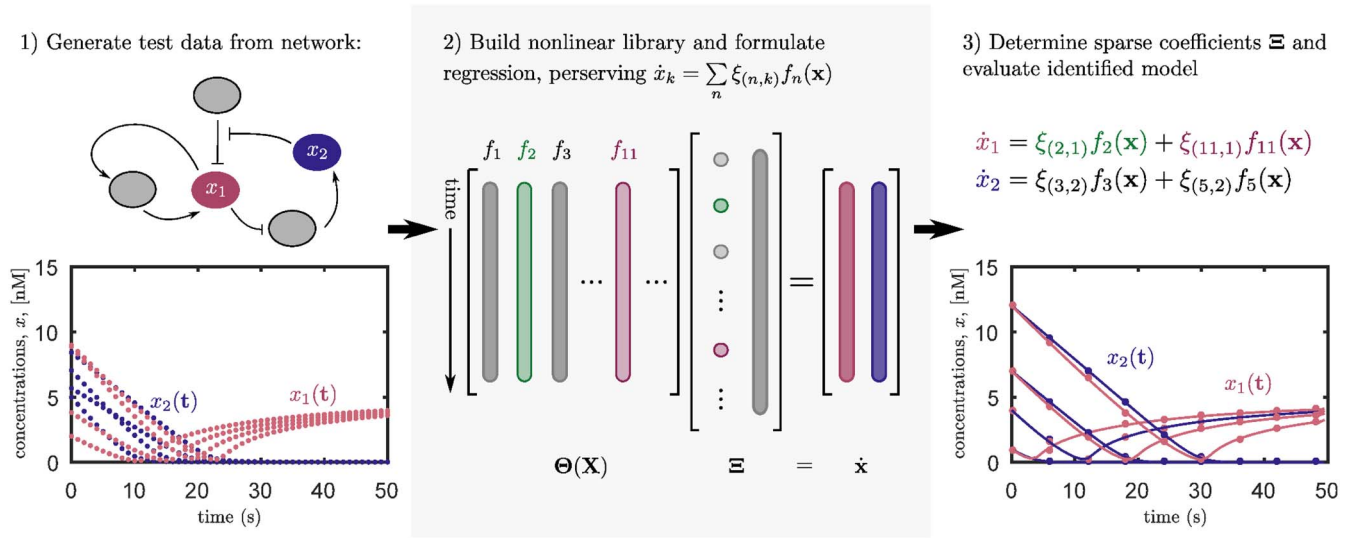 1) Generate test data from network:
x₂
x₁
concentrations, x, [nM]
15
10
5
0
x₂(t)
x₁(t)
0 10 20 30 40 50
time (s)
2) Build nonlinear library and formulate
regression, perserving ẋₖ = ∑ₙ ξ₍ₙ,ₖ₎fₙ(x)
time
f₁ f₂ f₃ f₁₁
... ...
⋮
⋮
=
Θ(X) Ξ = ẋ
3) Determine sparse coefficients Ξ and
evaluate identified model
ẋ₁ = ξ₍₂,₁₎f₂(x) + ξ₍₁₁,₁₎f₁₁(x)
ẋ₂ = ξ₍₃,₂₎f₃(x) + ξ₍₅,₂₎f₅(x)
concentrations, x, [nM]
15
10
5
0
x₂(t)
x₁(t)
0 10 20 30 40 50
time (s)